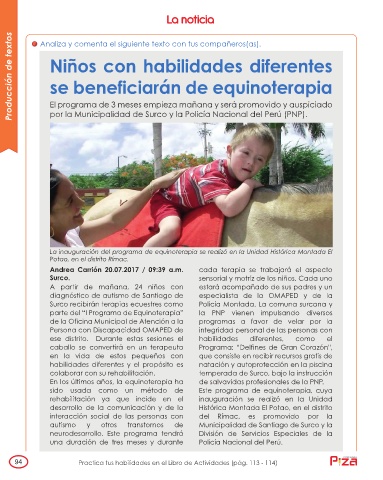 La noticia
Producción de textos
Analiza y comenta el siguiente texto con tus compañeros(as).
Niños con habilidades diferentes
se beneficiarán de equinoterapia
El programa de 3 meses empieza mañana y será promovido y auspiciado
por la Municipalidad de Surco y la Policía Nacional del Perú (PNP).
La inauguración del programa de equinoterapia se realizó en la Unidad Histórica Montada El
Potao, en el distrito Rímac.
Andrea Carrión 20.07.2017 / 09:39 a.m.
Surco.
A partir de mañana, 24 niños con
diagnóstico de autismo de Santiago de
Surco recibirán terapias ecuestres como
parte del "I Programa de Equinoterapia"
de la Oficina Municipal de Atención a la
Persona con Discapacidad OMAPED de
ese distrito. Durante estas sesiones el
caballo se convertirá en un terapeuta
en la vida de estos pequeños con
habilidades diferentes y el propósito es
colaborar con su rehabilitación.
En los últimos años, la equinoterapia ha
sido usada como un método de
rehabilitación ya que incide en el
desarrollo de la comunicación y de la
interacción social de las personas con
autismo y otros transtornos de
neurodesarrollo. Este programa tendrá
una duración de tres meses y durante
cada terapia se trabajará el aspecto
sensorial y motriz de los niños. Cada uno
estará acompañado de sus padres y un
especialista de la OMAPED y de la
Policía Montada. La comuna surcana y
la PNP vienen impulsando diversos
programas a favor de velar por la
integridad personal de las personas con
habilidades diferentes, como el
Programa: "Delfines de Gran Corazón",
que consiste en recibir recursos gratis de
natación y autoprotección en la piscina
temperada de Surco, bajo la instrucción
de salvavidas profesionales de la PNP.
Este programa de equinoterapia, cuya
inauguración se realizó en la Unidad
Histórica Montada El Potao, en el distrito
del Rímac, es promovido por la
Municipalidad de Santiago de Surco y la
División de Servicios Especiales de la
Policía Nacional del Perú.
94
Practica tus habilidades en el Libro de Actividades (pág. 113 - 114)